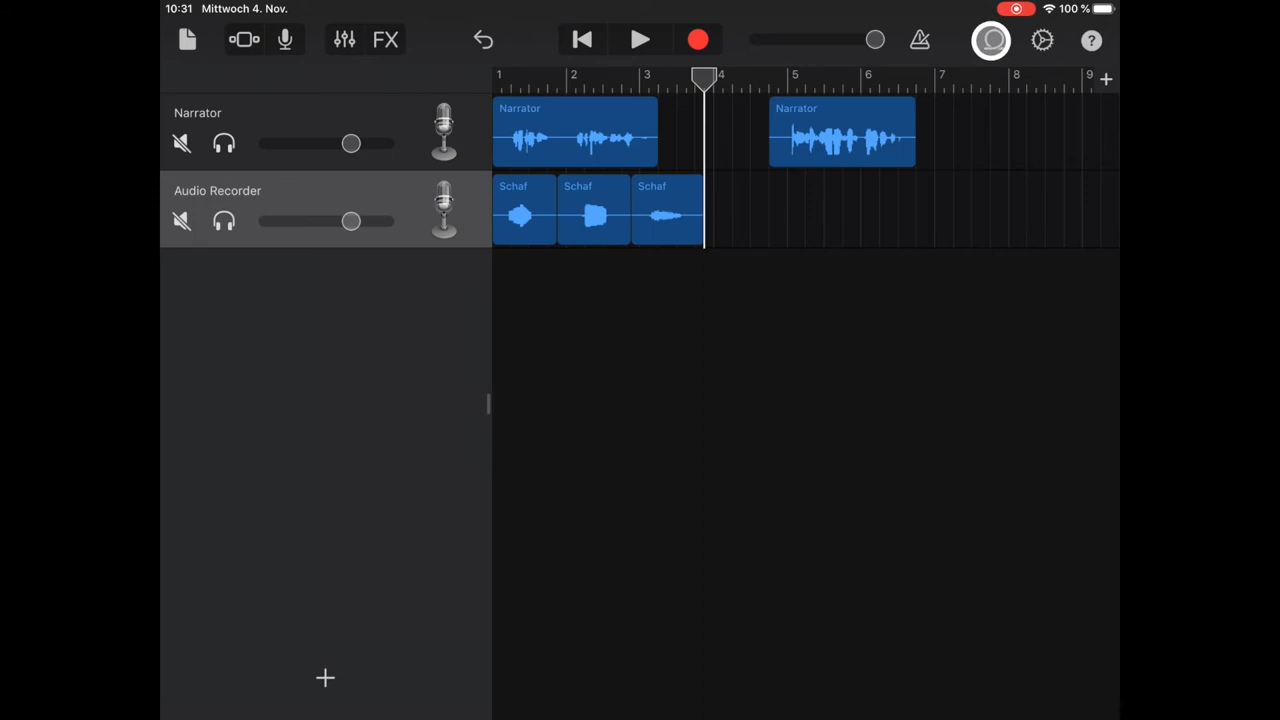 10:31 Mittwoch 4. Nov. 100 %
FX ?
1 2 3 4 5 6 7 8 9 +
Narrator Narrator Narrator
Audio Recorder Schaf Schaf Schaf
+